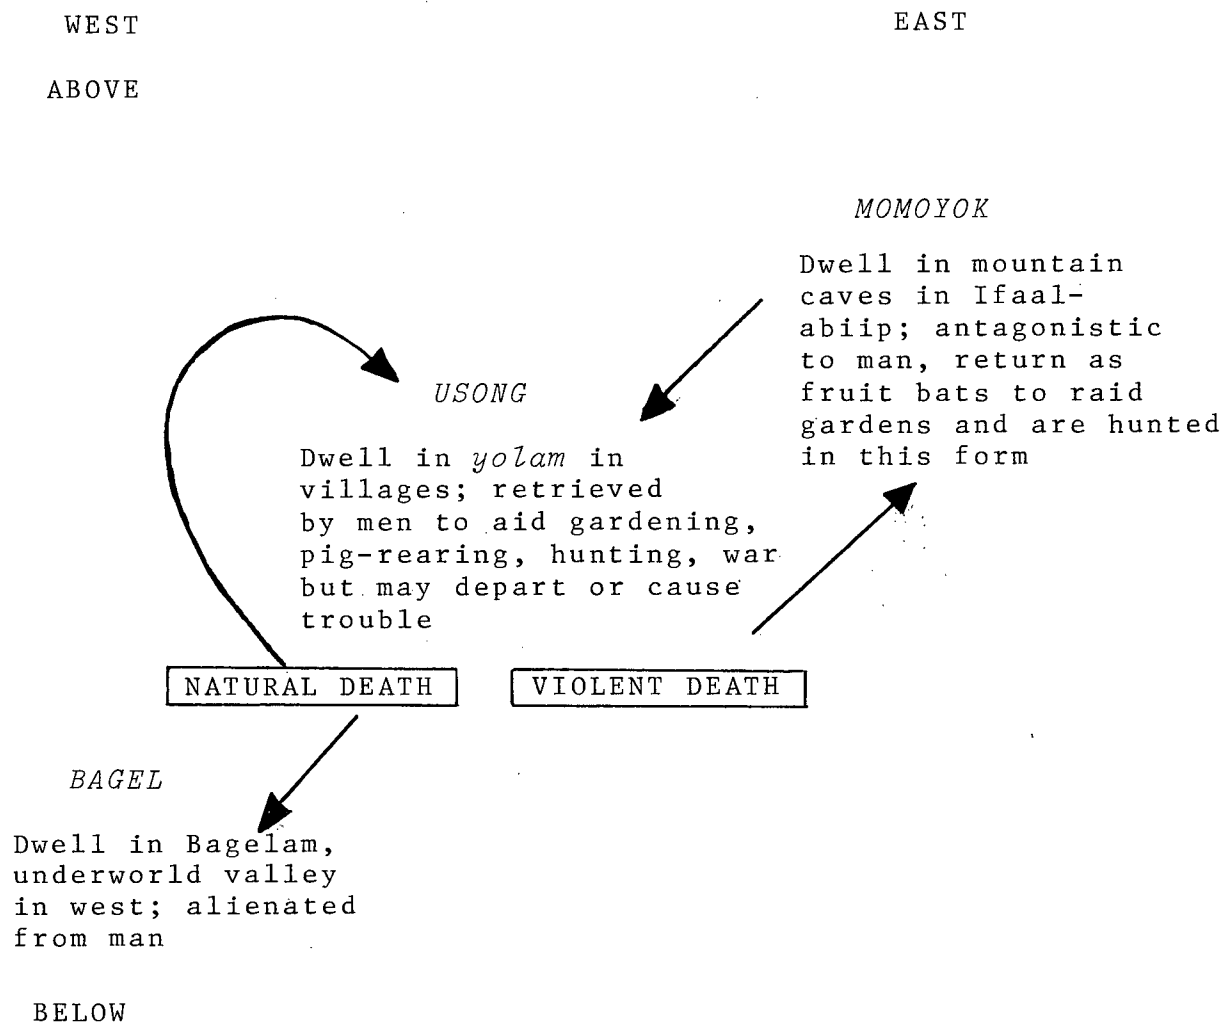 WEST
EAST
ABOVE
MOMOYOK
Dwell in mountain
caves in Ifaal-
abiip; antagonistic
to man, return as
fruit bats to raid
gardens and are hunted
in this form
USONG
Dwell in yolam in
villages; retrieved
by men to aid gardening,
pig-rearing, hunting, war
but may depart or cause
trouble
NATURAL DEATH
VIOLENT DEATH
BAGEL
Dwell in Bagelam,
underworld valley
in west; alienated
from man
BELOW